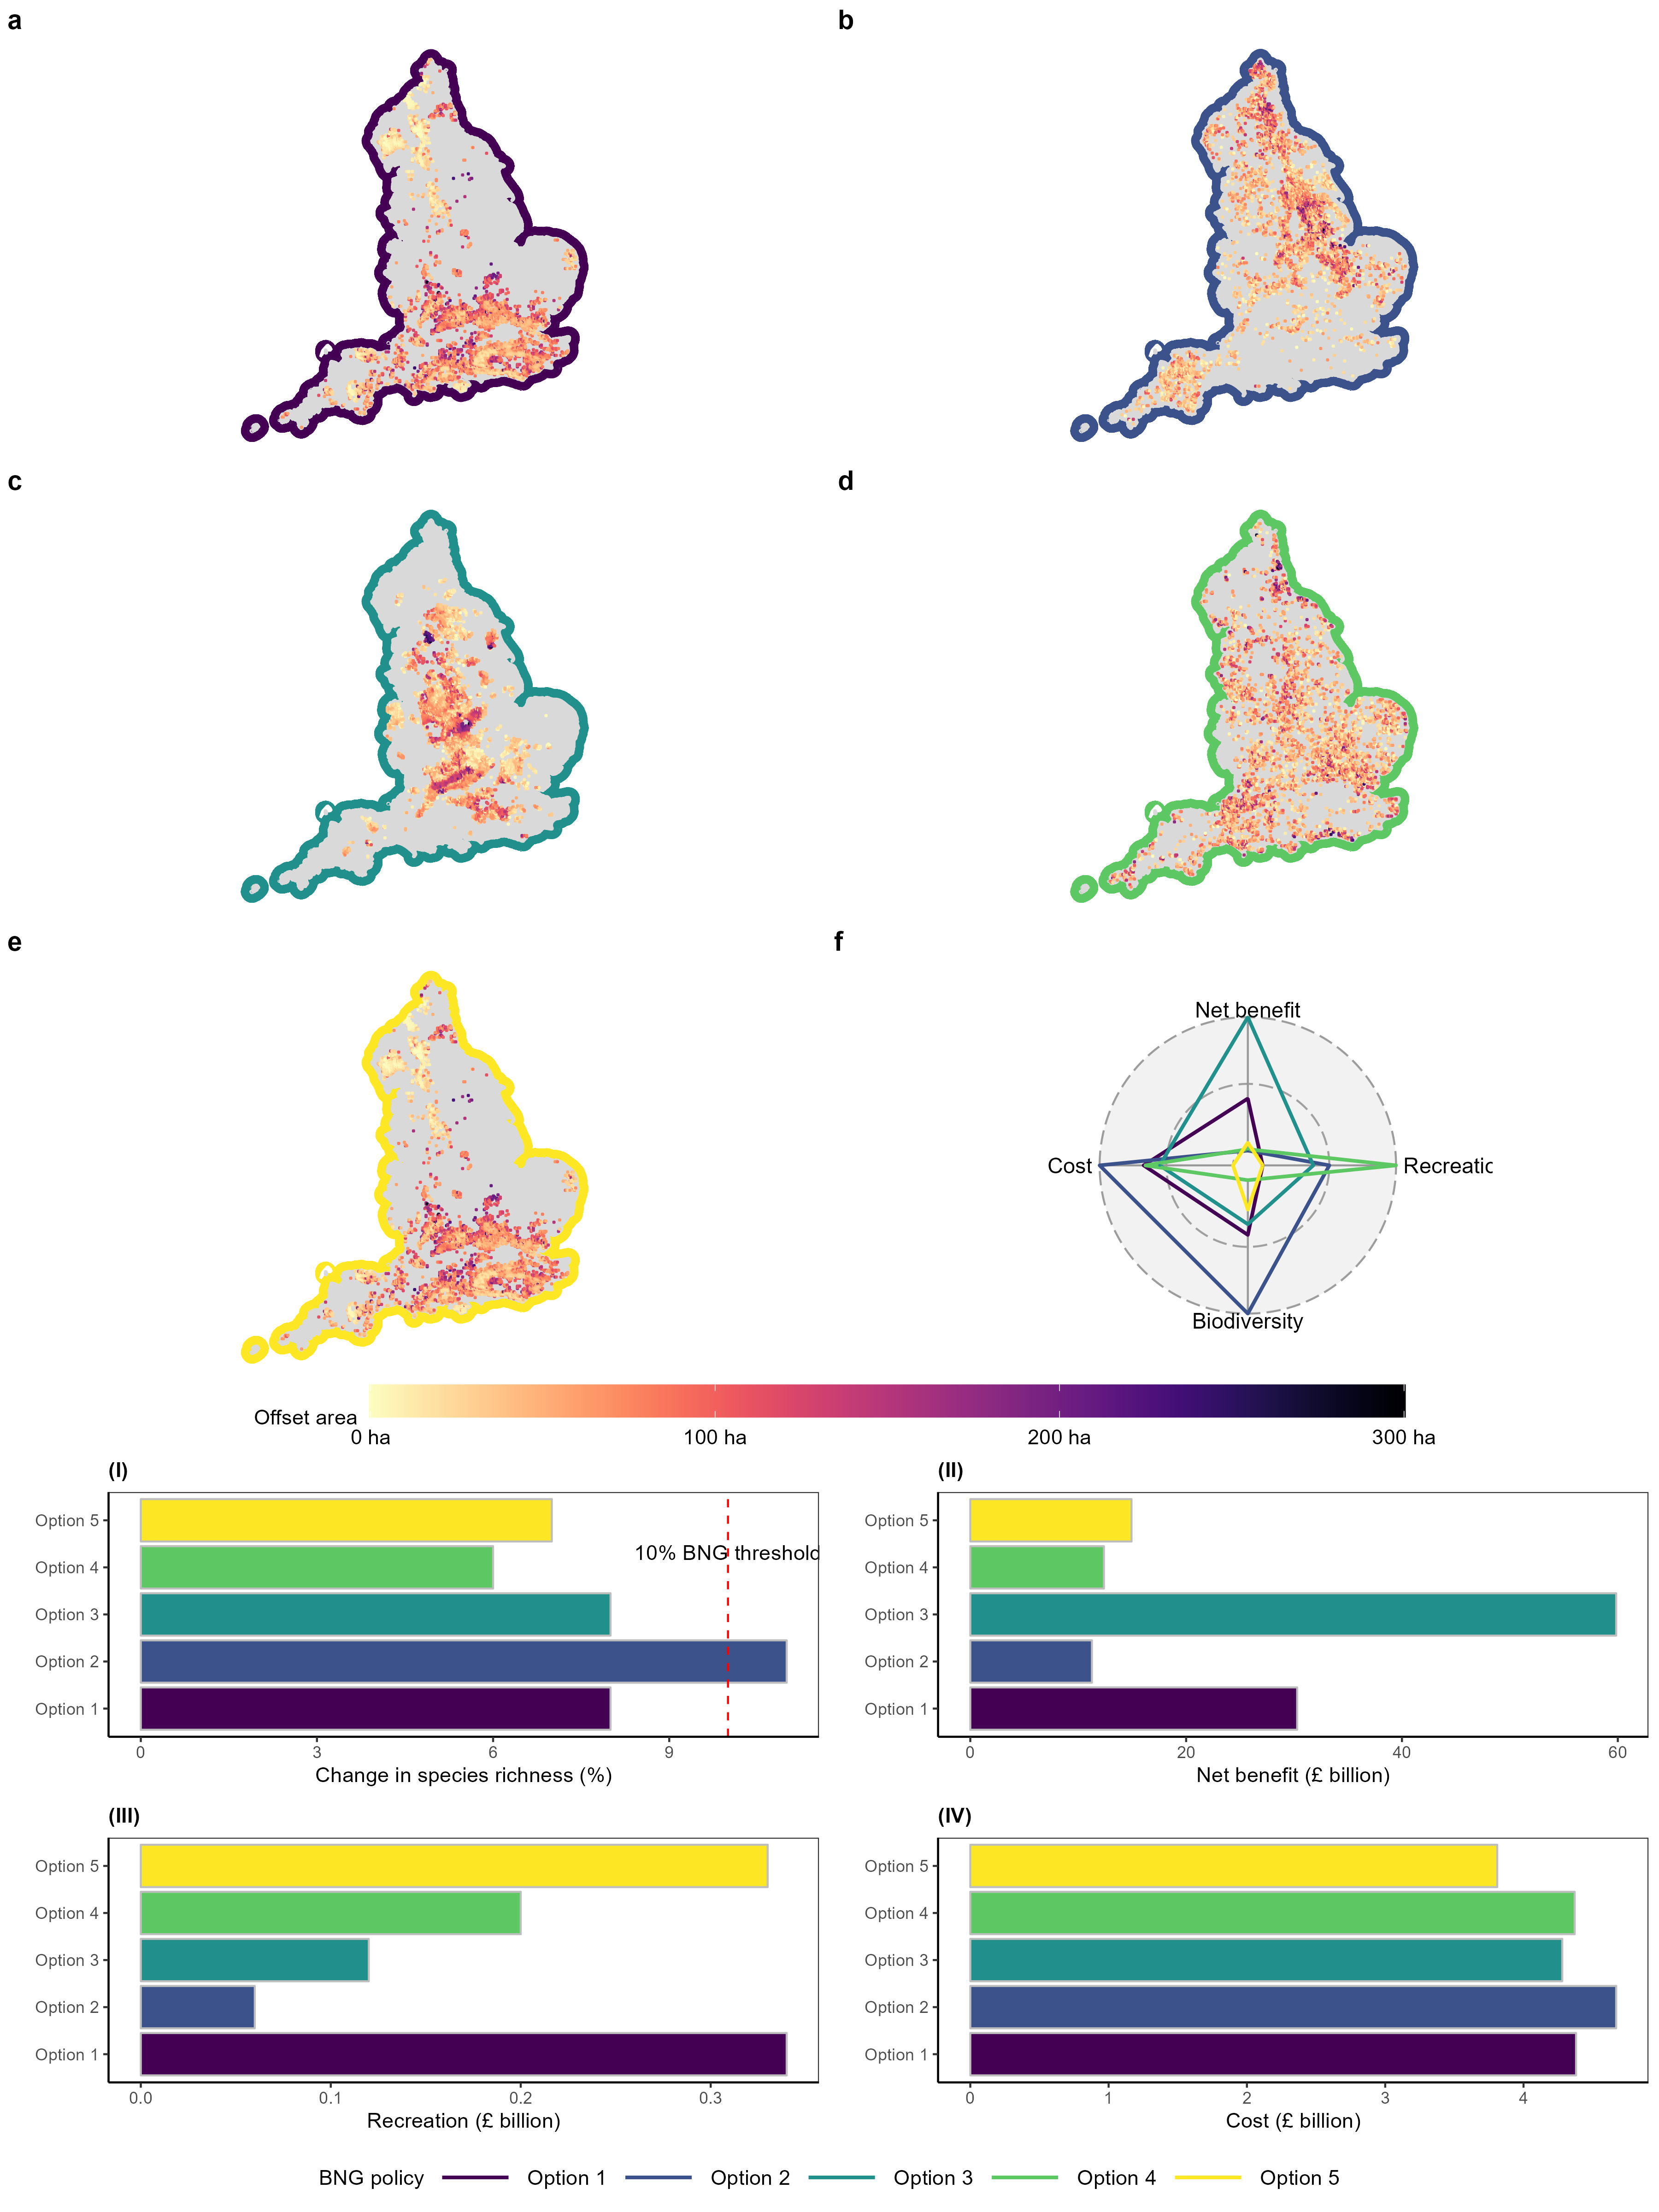 a
b
c
d
e
f
Net benefit
Cost
Recreatic
Biodiversity
Offset area
0 ha
100 ha
200 ha
300 ha
(I)
Option 5
Option 4
Option 3
Option 2
Option 1
10% BNG threshold
0
3
6
9
Change in species richness (%)
(II)
Option 5
Option 4
Option 3
Option 2
Option 1
0
20
40
60
Net benefit (£ billion)
(III)
Option 5
Option 4
Option 3
Option 2
Option 1
0.0
0.1
0.2
0.3
Recreation (£ billion)
(IV)
Option 5
Option 4
Option 3
Option 2
Option 1
0
1
2
3
4
Cost (£ billion)
BNG policy
Option 1
Option 2
Option 3
Option 4
Option 5